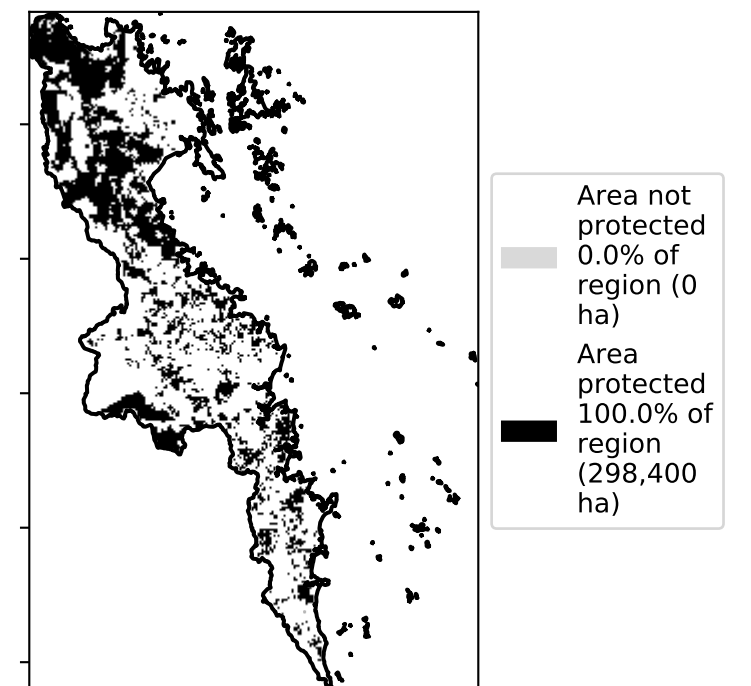 Area not
protected
0.0% of
region (0
ha)
Area
protected
100.0% of
region
(298,400
ha)